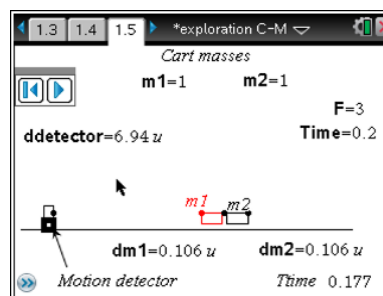 1.3 1.4 1.5 *exploration C-M
Cart masses
m1=1 m2=1
F=3
ddetector=6.94 u Time=0.2
m1 m2
dm1=0.106 u dm2=0.106 u
Motion detector Ttime 0.177